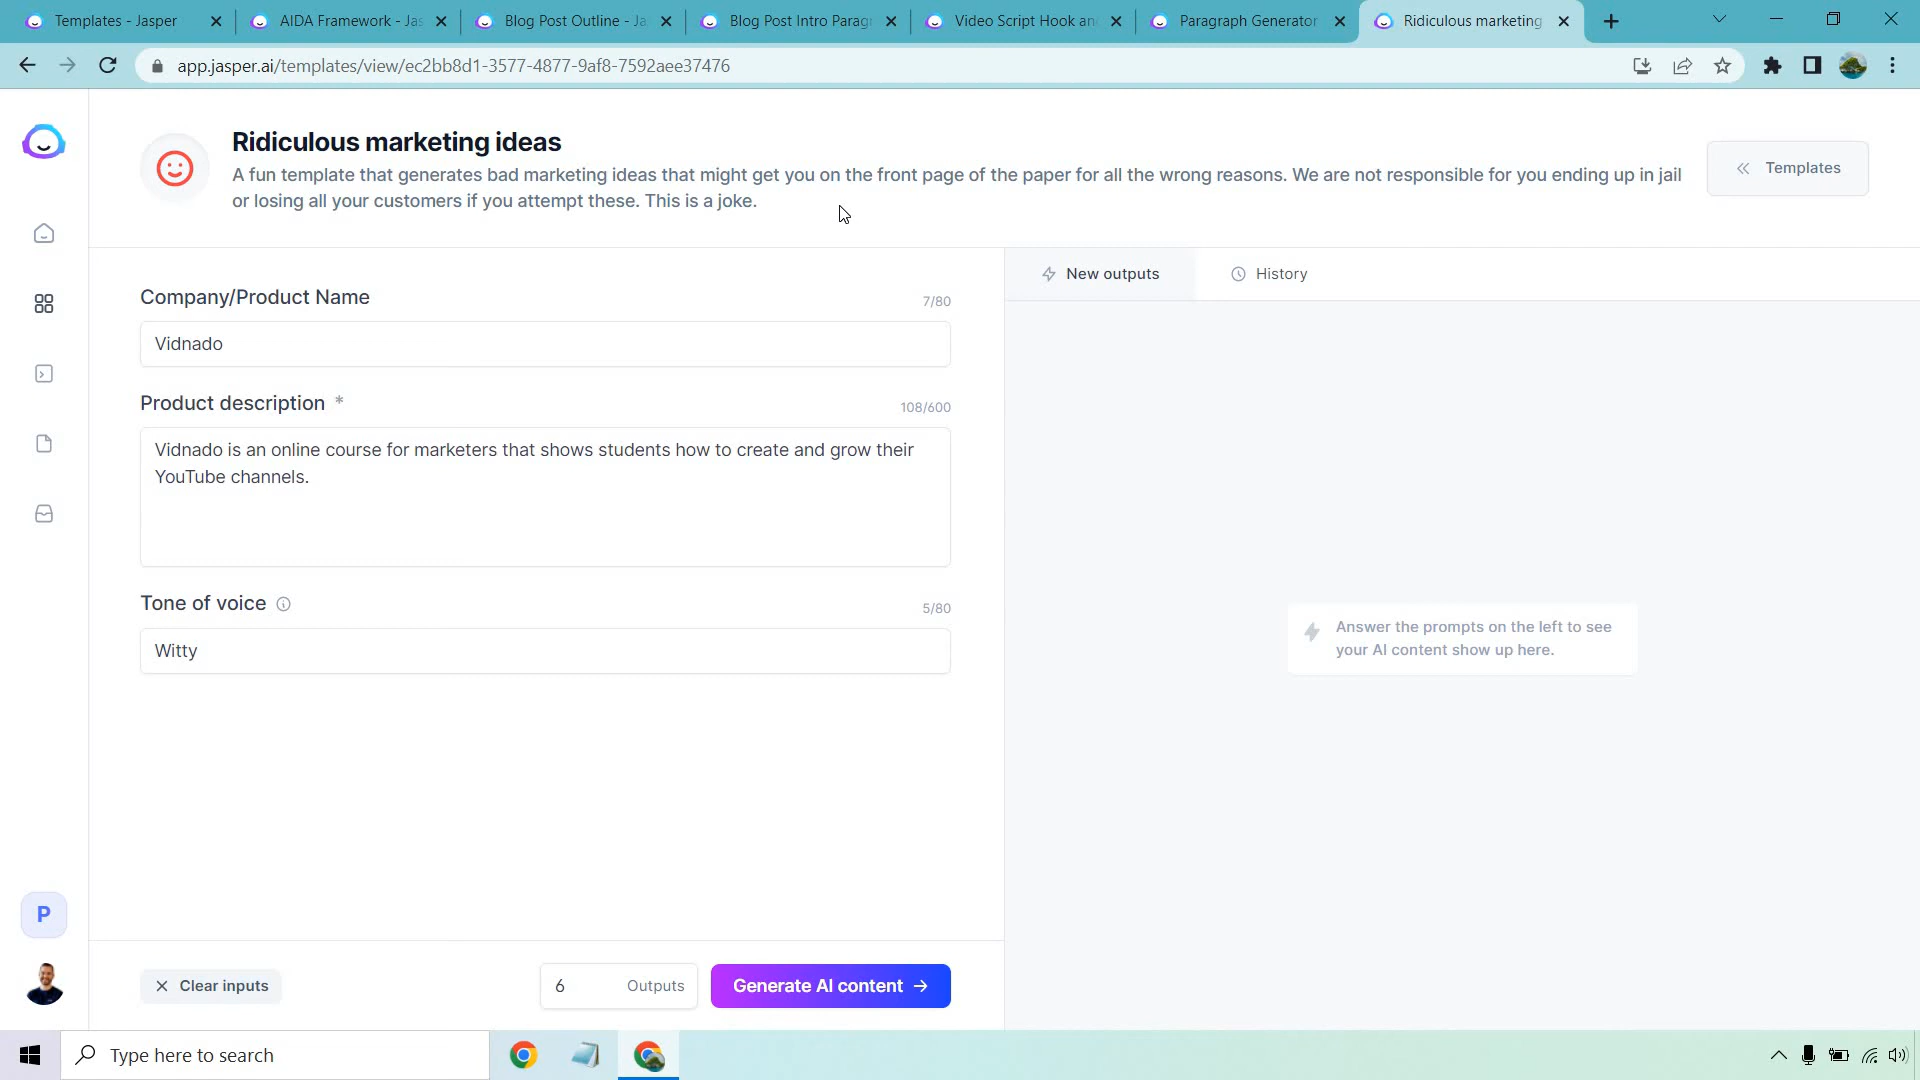 Templates - Jasper
AIDA Framework - Jas
Blog Post Outline - Ja
Blog Post Intro Paragr
Video Script Hook an
Paragraph Generator
Ridiculous marketing
app.jasper.ai/templates/view/ec2bb8d1-3577-4877-9af8-7592aee37476
Ridiculous marketing ideas
A fun template that generates bad marketing ideas that might get you on the front page of the paper for all the wrong reasons. We are not responsible for you ending up in jail
or losing all your customers if you attempt these. This is a joke.
Templates
Company/Product Name
7/80
Vidnado
Product description *
108/600
Vidnado is an online course for marketers that shows students how to create and grow their
YouTube channels.
Tone of voice
5/80
Witty
Clear inputs
6 Outputs
Generate AI content
New outputs
History
Answer the prompts on the left to see
your AI content show up here.
P
Type here to search